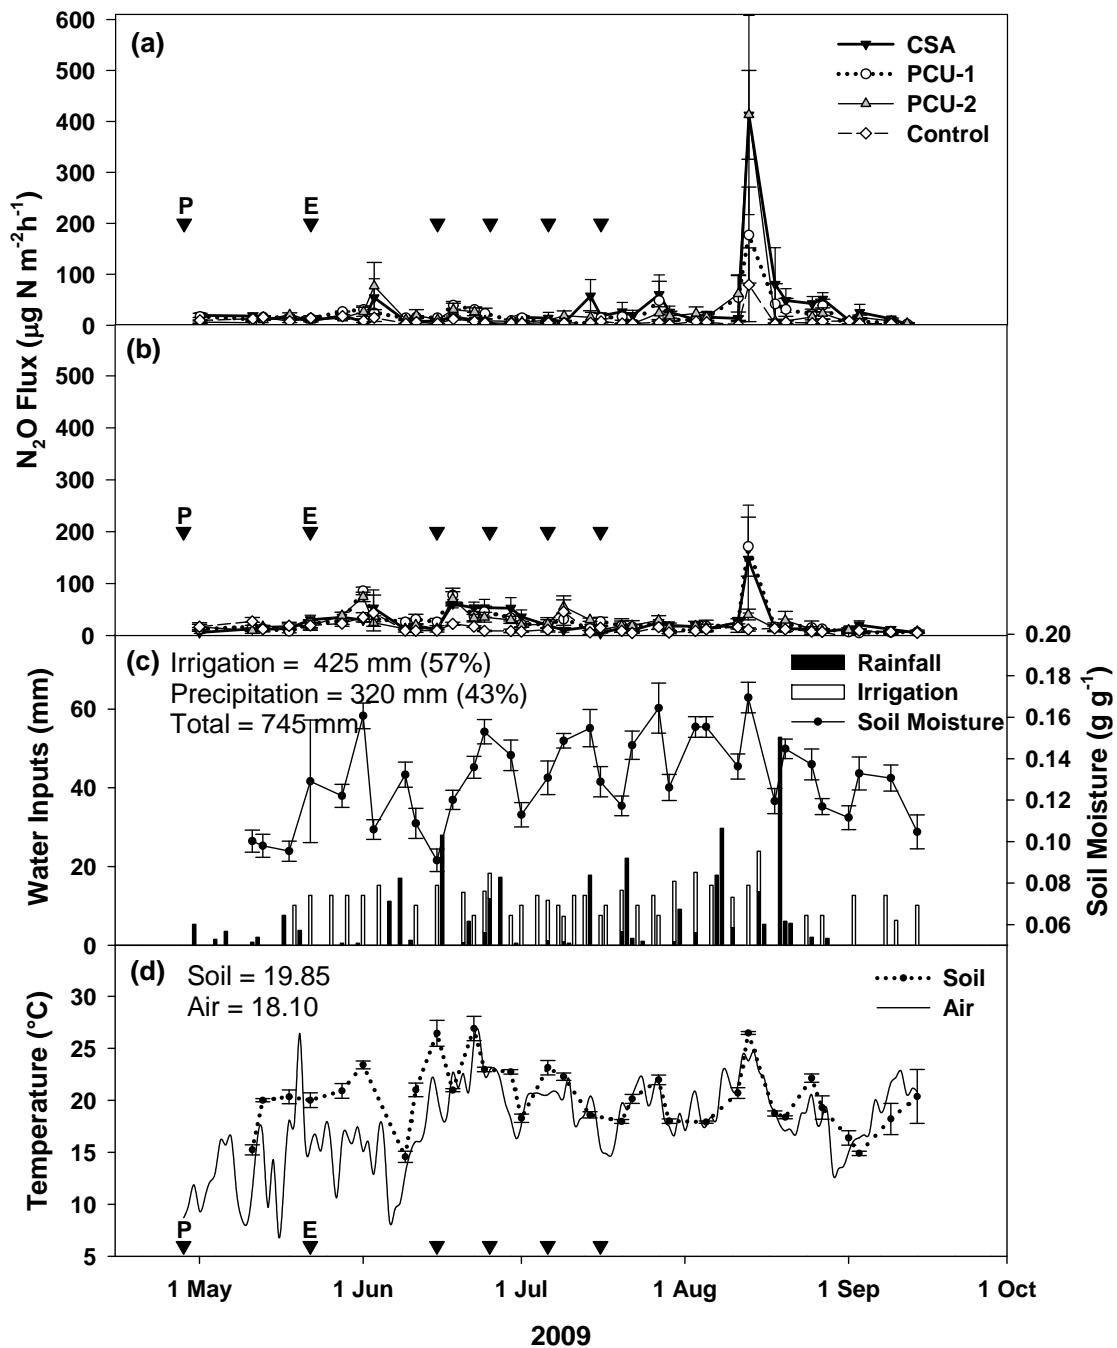 (a)
CSA
PCU-1
PCU-2
Control
600
500
400
300
200
100
0
P E
N₂O Flux (µg N m⁻²h⁻¹)
(b)
500
400
300
200
100
0
P E
(c) Irrigation = 425 mm (57%)
Precipitation = 320 mm (43%)
Total = 745 mm
Rainfall
Irrigation
Soil Moisture
60
40
20
0
Water Inputs (mm)
0.20
0.18
0.16
0.14
0.12
0.10
0.08
0.06
Soil Moisture (g g⁻¹)
(d) Soil = 19.85
Air = 18.10
Soil
Air
30
25
20
15
10
5
Temperature (°C)
P E
1 May 1 Jun 1 Jul 1 Aug 1 Sep 1 Oct
2009